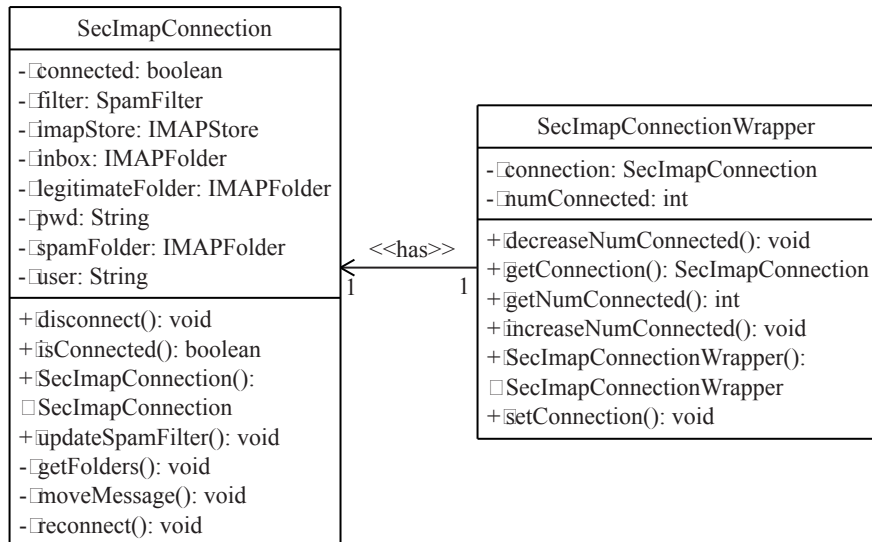 SecImapConnection
- connected: boolean
- filter: SpamFilter
- imapStore: IMAPStore
- inbox: IMAPFolder
- legitimateFolder: IMAPFolder
- pwd: String
- spamFolder: IMAPFolder
- user: String
+ disconnect(): void
+ isConnected(): boolean
+ SecImapConnection():
SecImapConnection
+ updateSpamFilter(): void
- getFolders(): void
- moveMessage(): void
- reconnect(): void
<<has>>
1
1
SecImapConnectionWrapper
- connection: SecImapConnection
- numConnected: int
+ decreaseNumConnected(): void
+ getConnection(): SecImapConnection
+ getNumConnected(): int
+ increaseNumConnected(): void
+ SecImapConnectionWrapper():
SecImapConnectionWrapper
+ setConnection(): void